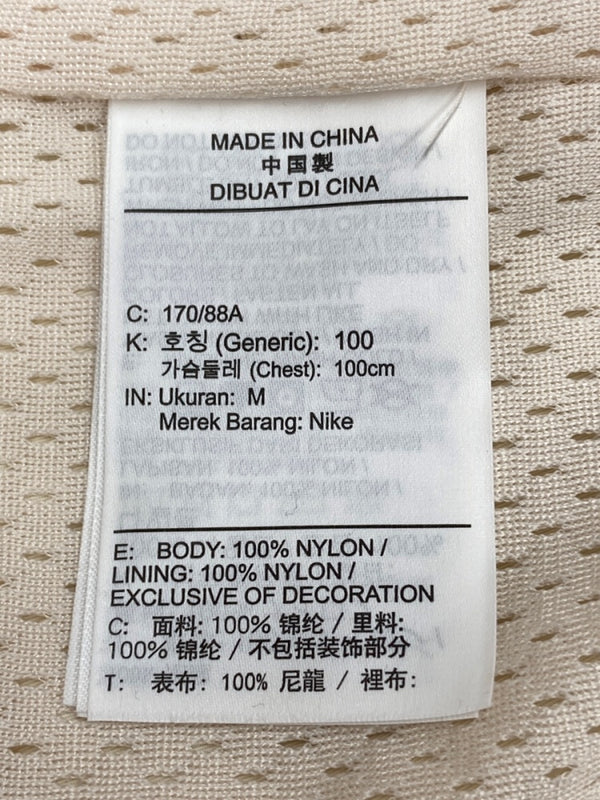 MADE IN CHINA
中国製
DIBUAT DI CINA
C: 170/88A
K: 호칭 (Generic): 100
가슴둘레 (Chest): 100cm
IN: Ukuran: M
Merek Barang: Nike
E: BODY: 100% NYLON /
LINING: 100% NYLON /
EXCLUSIVE OF DECORATION
C: 面料: 100% 锦纶 / 里料:
100% 锦纶 / 不包括装饰部分
T: 表布: 100% 尼龍 / 裡布: